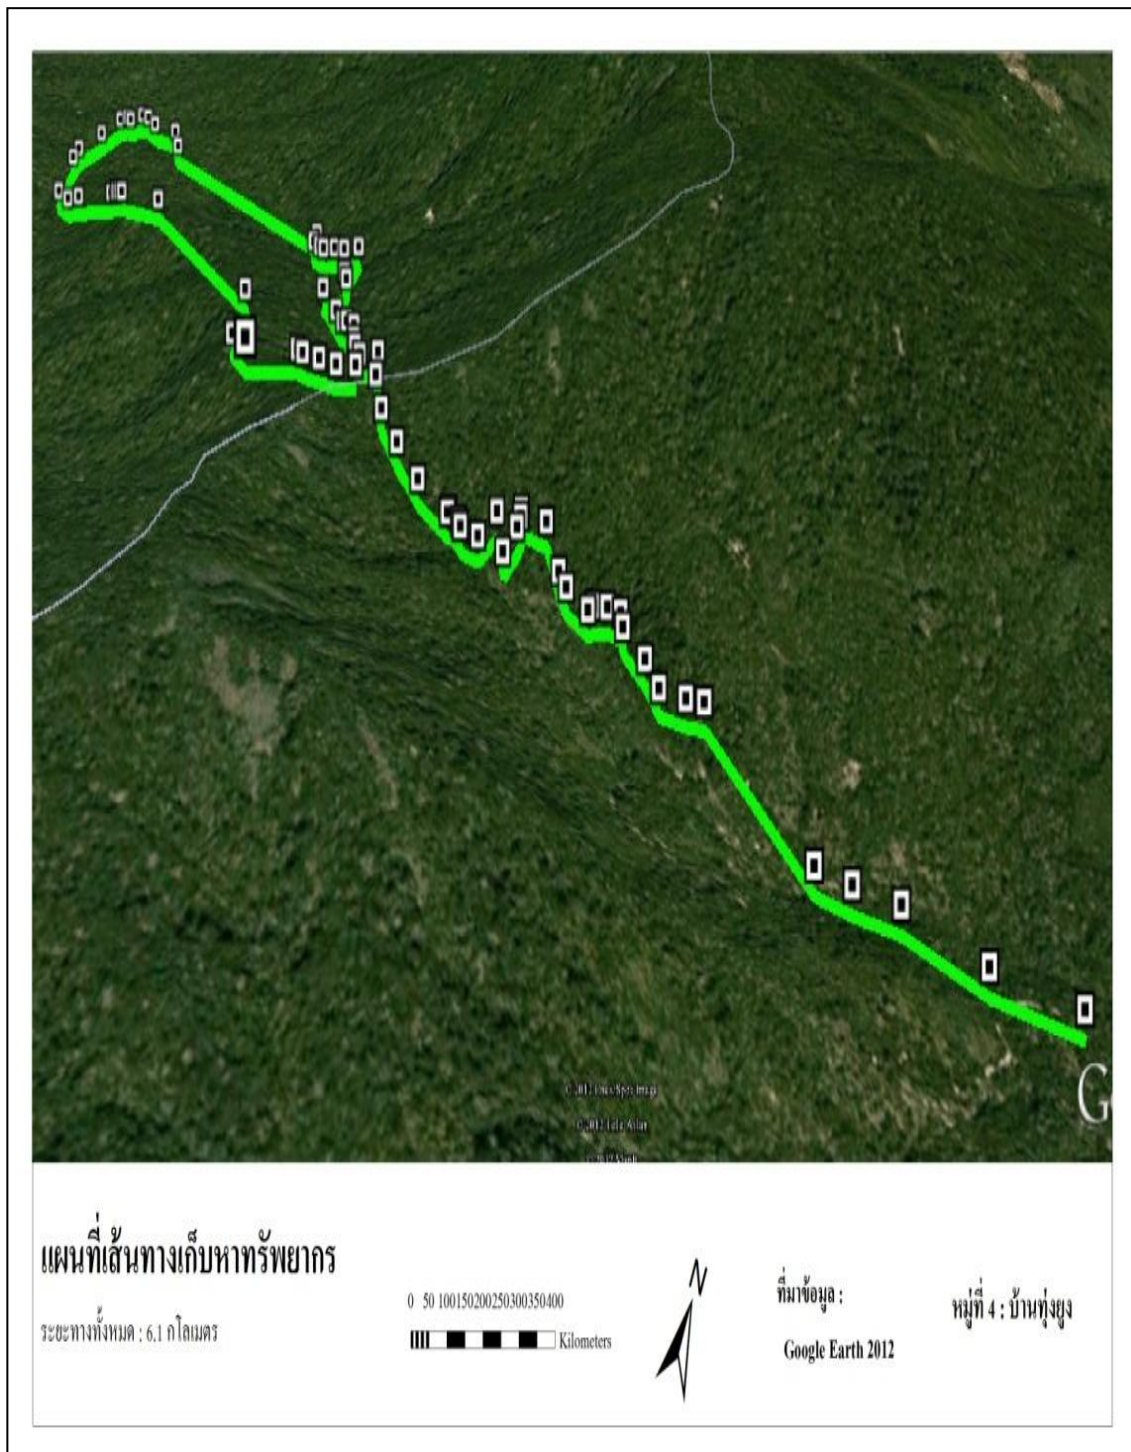 G
แผนที่เส้นทางเก็บหาทรัพยากร
ระยะทางทั้งหมด : 6.1 กิโลเมตร
0 50 100150200250300350400
Kilometers
N
ที่มาข้อมูล :
Google Earth 2012
หมู่ที่ 4 : บ้านทุ่งยูง